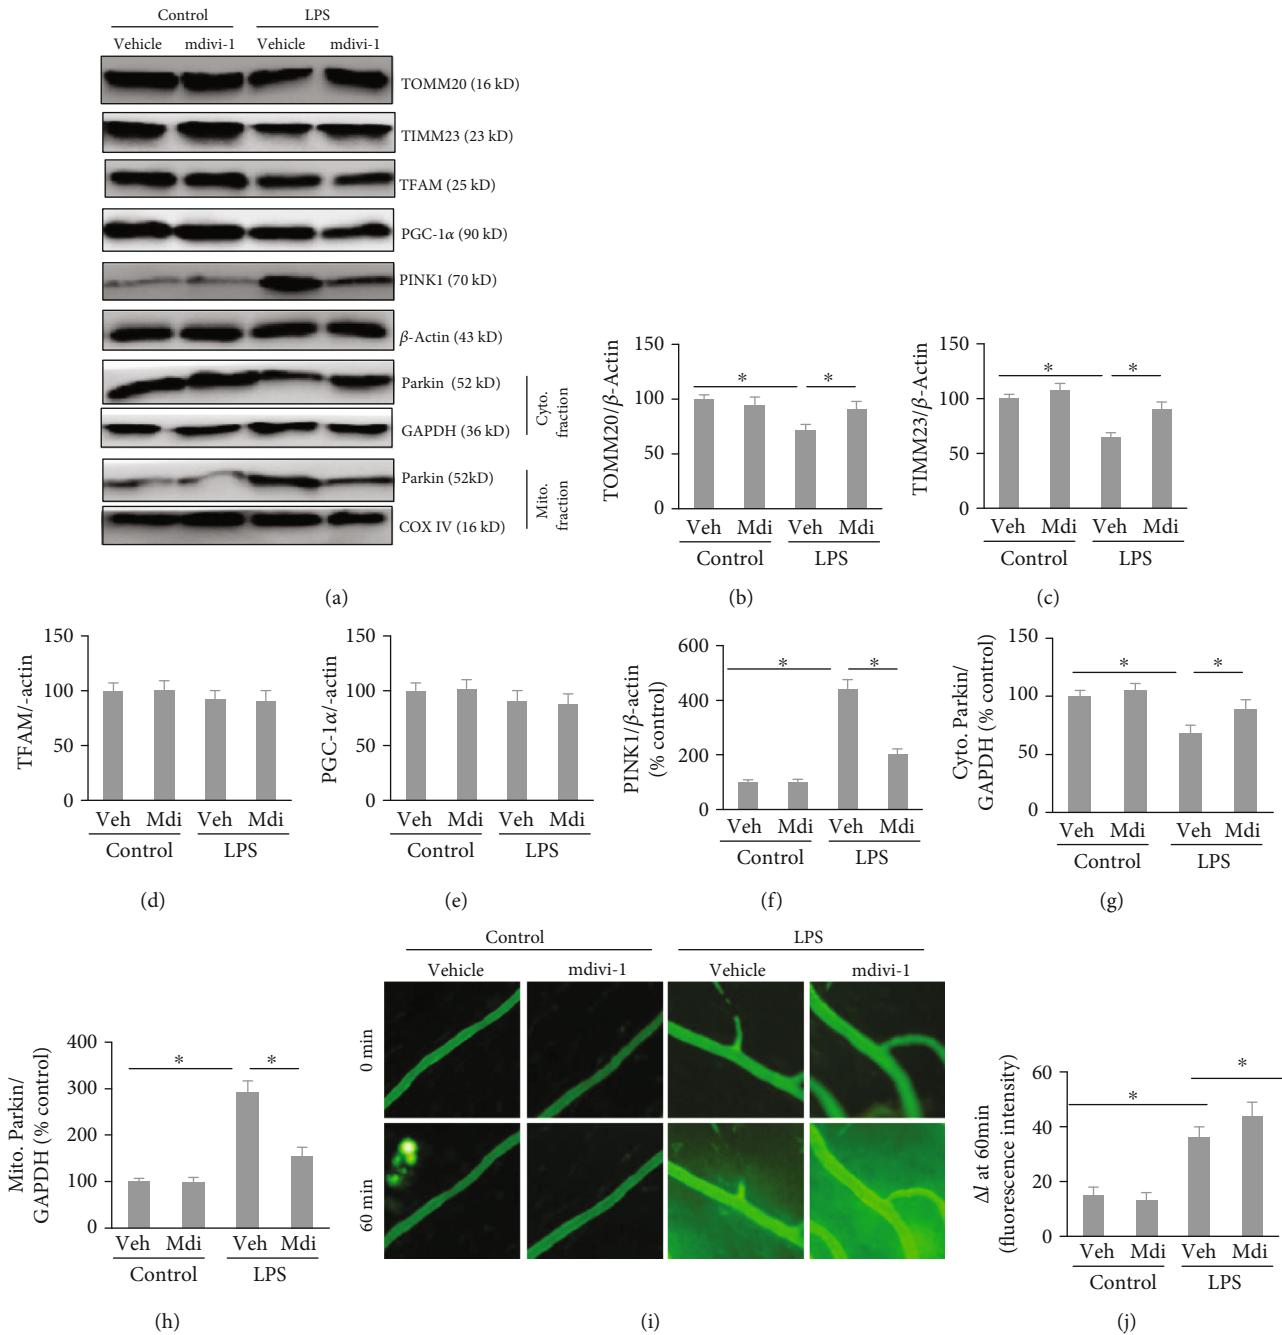 Control LPS
Vehicle mdivi-1 Vehicle mdivi-1
TOMM20 (16 kD)
TIMM23 (23 kD)
TFAM (25 kD)
PGC-1α (90 kD)
PINK1 (70 kD)
β-Actin (43 kD)
Parkin (52 kD)
GAPDH (36 kD)
Cyto.
fraction
Parkin (52kD)
COX IV (16 kD)
Mito.
fraction
(a)
TOMM20/β-Actin
150
100
50
0
* *
Veh Mdi Veh Mdi
Control LPS
(b)
TIMM23/β-Actin
150
100
50
0
* *
Veh Mdi Veh Mdi
Control LPS
(c)
TFAM/-actin
150
100
50
0
Veh Mdi Veh Mdi
Control LPS
(d)
PGC-1α/-actin
150
100
50
0
Veh Mdi Veh Mdi
Control LPS
(e)
PINK1/β-actin
(% control)
600
400
200
0
* *
Veh Mdi Veh Mdi
Control LPS
(f)
Cyto. Parkin/
GAPDH (% control)
150
100
50
0
* *
Veh Mdi Veh Mdi
Control LPS
(g)
Mito. Parkin/
GAPDH (% control)
400
300
200
100
0
* *
Veh Mdi Veh Mdi
Control LPS
(h)
Control LPS
Vehicle mdivi-1 Vehicle mdivi-1
0 min
60 min
(i)
ΔI at 60min
(fluorescence intensity)
60
40
20
0
* *
Veh Mdi Veh Mdi
Control LPS
(j)